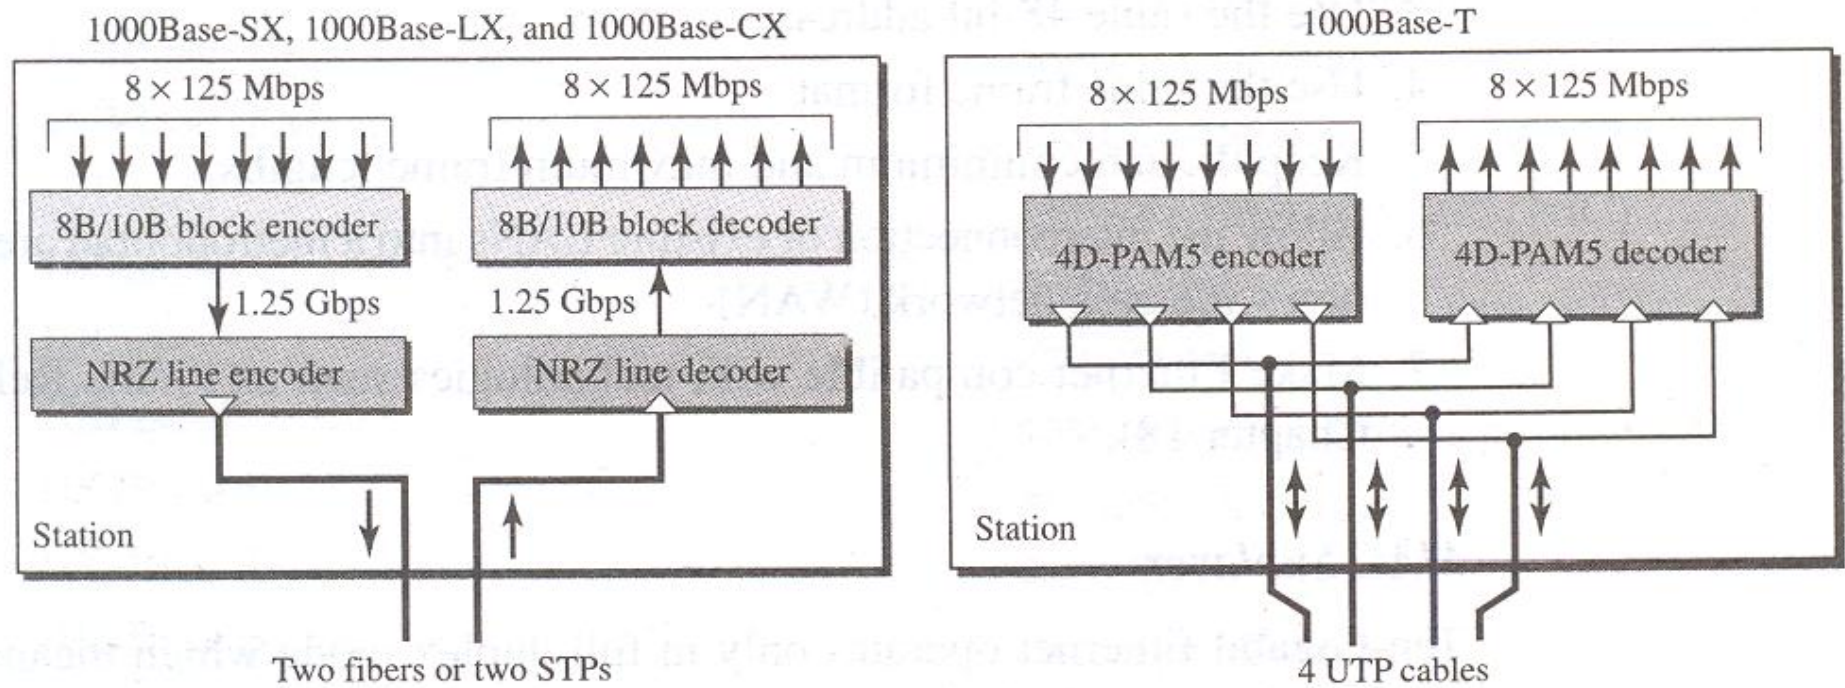 1000Base-SX, 1000Base-LX, and 1000Base-CX
8 × 125 Mbps
8 × 125 Mbps
8B/10B block encoder
8B/10B block decoder
1.25 Gbps
1.25 Gbps
NRZ line encoder
NRZ line decoder
Station
Two fibers or two STPs
1000Base-T
8 × 125 Mbps
8 × 125 Mbps
4D-PAM5 encoder
4D-PAM5 decoder
Station
4 UTP cables